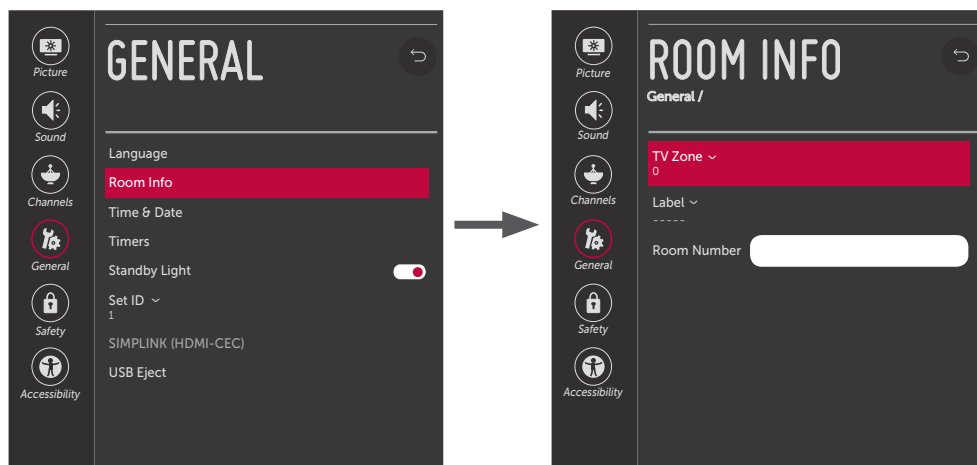 GENERAL
Picture
Sound
Channels
General
Safety
Accessibility
Language
Room Info
Time & Date
Timers
Standby Light
Set ID
1
SIMPLINK (HDMI-CEC)
USB Eject
ROOM INFO
General /
Picture
Sound
Channels
General
Safety
Accessibility
TV Zone
0
Label
-----
Room Number